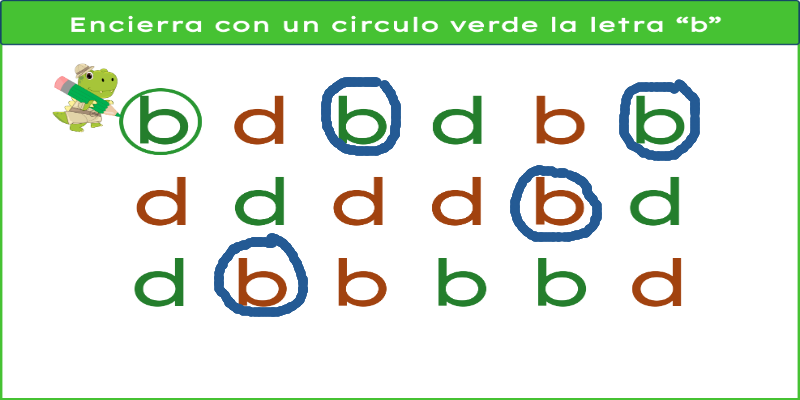 Encierra con un circulo verde la letra “b”
b d b d b b
d d d d b d
d b b b b d